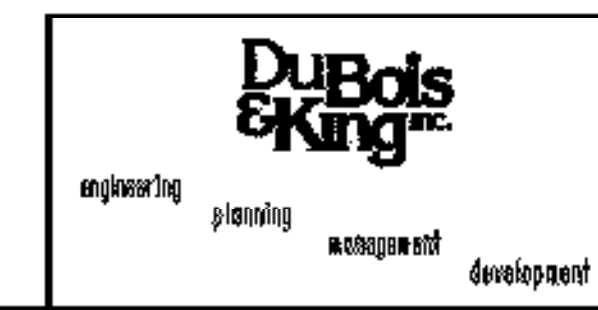 DuBois
&King inc.
engineering
planning
management
development